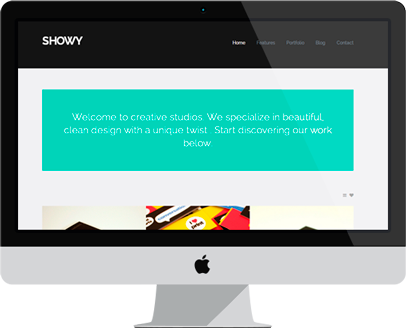 SHOWY
Home Features Portfolio Blog Contact
Welcome to creative studios. We specialize in beautiful,
clean design with a unique twist. Start discovering our work
below.